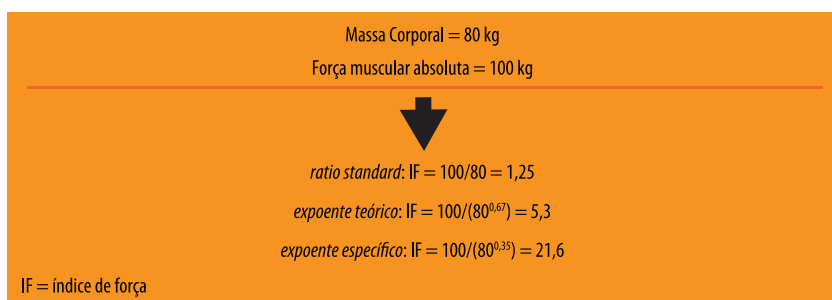 Massa Corporal = 80 kg
Força muscular absoluta = 100 kg
ratio standard: IF = 100/80 = 1,25
expoente teórico: IF = 100/(80^0,67) = 5,3
expoente específico: IF = 100/(80^0,35) = 21,6
IF = índice de força